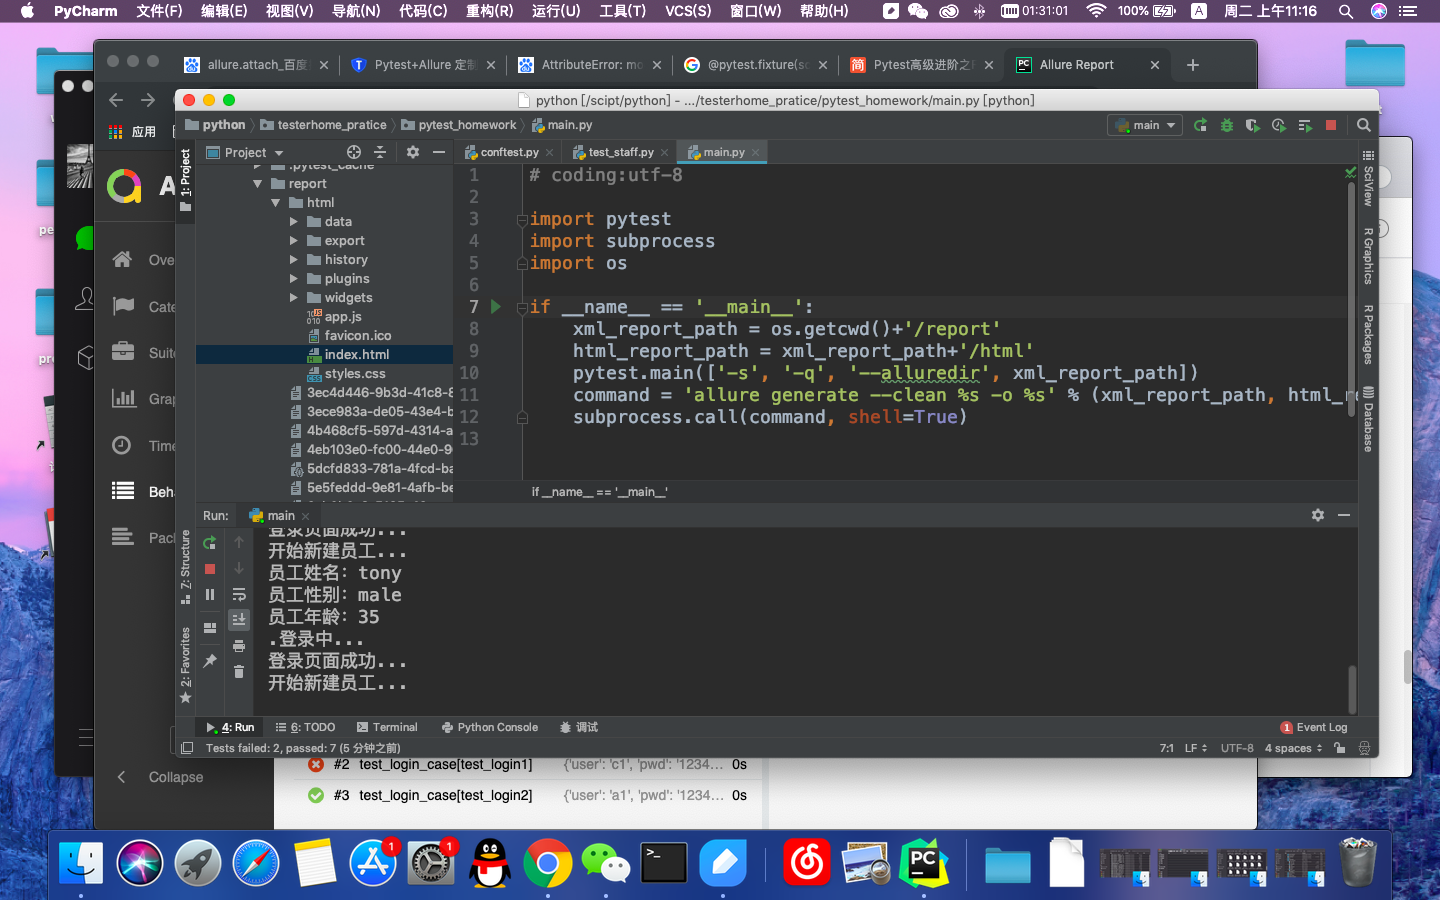 PyCharm 文件(F) 编辑(E) 视图(V) 导航(N) 代码(C) 重构(R) 运行(U) 工具(T) VCS(S) 窗口(W) 帮助(H) 01:31:01 100% A 周二 上午11:16
allure.attach_百度 Pytest+Allure 定制 AttributeError: mo @pytest.fixture(sc Pytest高级进阶之 Allure Report
python [/scipt/python] - .../testerhome_pratice/pytest_homework/main.py [python]
应用
python testerhome_pratice pytest_homework main.py main
Project conftest.py test_staff.py main.py
1: Project
.pytest_cache
report
html
data
export
history
plugins
widgets
app.js
favicon.ico
index.html
styles.css
3ec4d446-9b3d-41c8-8
3ece983a-de05-43e4-b
4b468cf5-597d-4314-a
4eb103e0-fc00-44e0-9
5dcfd833-781a-4fcd-ba
5e5feddd-9e81-4afb-be
1 # coding:utf-8
2
3 import pytest
4 import subprocess
5 import os
6
7 if __name__ == '__main__':
8 xml_report_path = os.getcwd()+'/report'
9 html_report_path = xml_report_path+'/html'
10 pytest.main(['-s', '-q', '--alluredir', xml_report_path])
11 command = 'allure generate --clean %s -o %s' % (xml_report_path, html_re
12 subprocess.call(command, shell=True)
13
if __name__ == '__main__'
SciView
R Graphics
R Packages
Database
Ove
Cate
Suit
Gra
Time
Beh
Pac
Collapse
Run: main
登录页面成功...
开始新建员工...
员工姓名: tony
员工性别: male
员工年龄: 35
.登录中...
登录页面成功...
开始新建员工...
Z: Structure
2: Favorites
4: Run 6: TODO Terminal Python Console 调试 1 Event Log
Tests failed: 2, passed: 7 (5 分钟之前) 7:1 LF UTF-8 4 spaces
#2 test_login_case[test_login1] {'user': 'c1', 'pwd': '1234... 0s
#3 test_login_case[test_login2] {'user': 'a1', 'pwd': '1234... 0s
1
1
PC